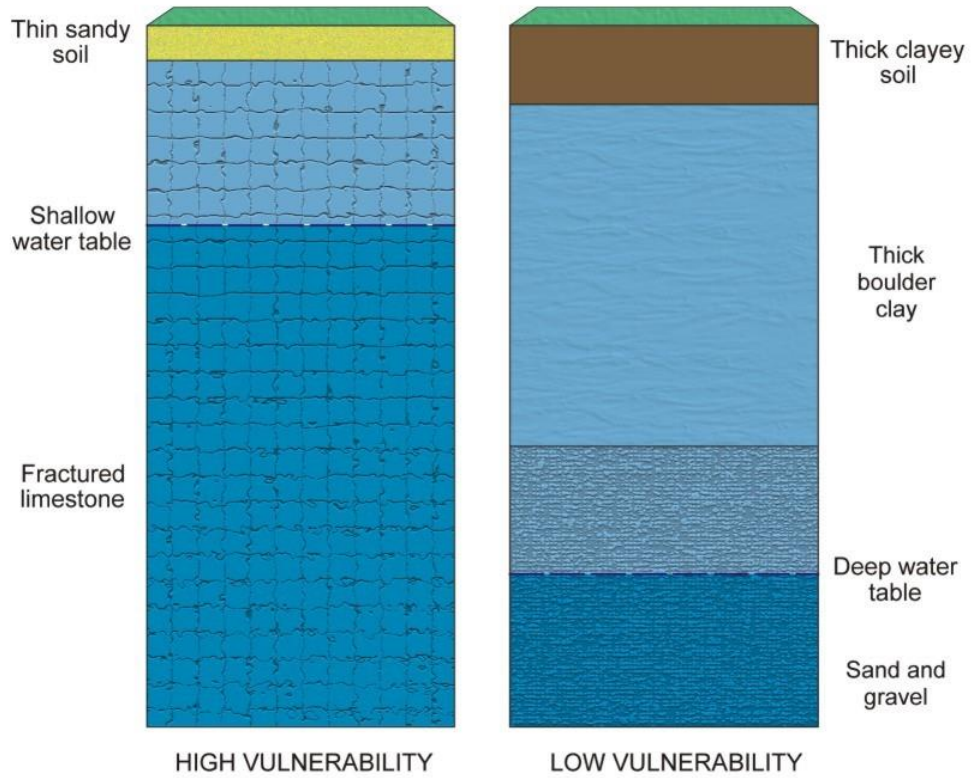 Thin sandy
soil
Shallow
water table
Fractured
limestone
HIGH VULNERABILITY
Thick clayey
soil
Thick
boulder
clay
Deep water
table
Sand and
gravel
LOW VULNERABILITY